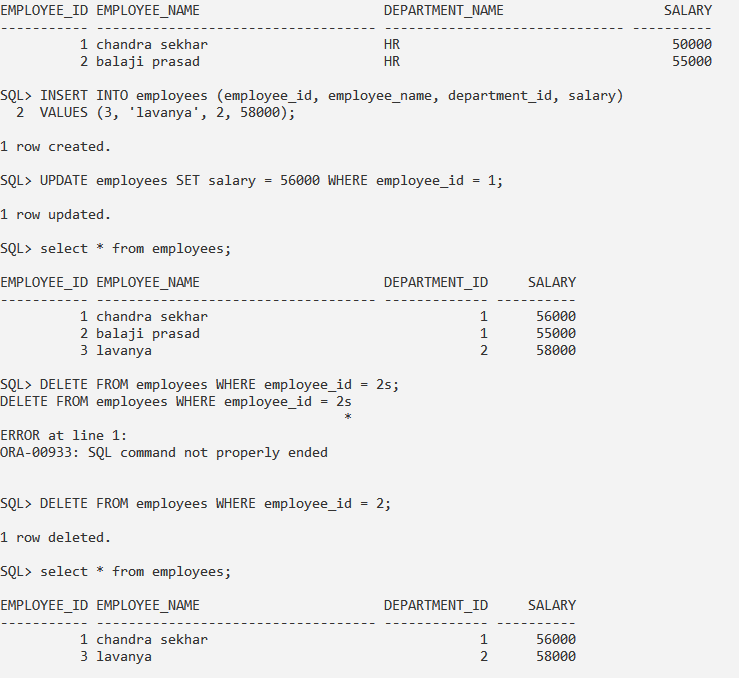 EMPLOYEE_ID EMPLOYEE_NAME                       DEPARTMENT_NAME                    SALARY
----------- ----------------------------------- ------------------------------ ----------
          1 chandra sekhar                      HR                                  50000
          2 balaji prasad                       HR                                  55000
SQL> INSERT INTO employees (employee_id, employee_name, department_id, salary)
  2  VALUES (3, 'lavanya', 2, 58000);
1 row created.
SQL> UPDATE employees SET salary = 56000 WHERE employee_id = 1;
1 row updated.
SQL> select * from employees;
EMPLOYEE_ID EMPLOYEE_NAME                       DEPARTMENT_ID     SALARY
----------- ----------------------------------- ------------- ----------
          1 chandra sekhar                                  1      56000
          2 balaji prasad                                   1      55000
          3 lavanya                                         2      58000
SQL> DELETE FROM employees WHERE employee_id = 2s;
DELETE FROM employees WHERE employee_id = 2s
                                           *
ERROR at line 1:
ORA-00933: SQL command not properly ended
SQL> DELETE FROM employees WHERE employee_id = 2;
1 row deleted.
SQL> select * from employees;
EMPLOYEE_ID EMPLOYEE_NAME                       DEPARTMENT_ID     SALARY
----------- ----------------------------------- ------------- ----------
          1 chandra sekhar                                  1      56000
          3 lavanya                                         2      58000